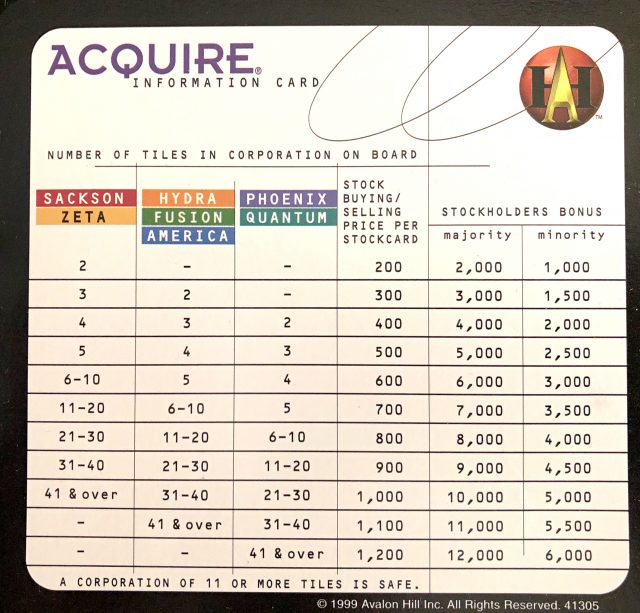 ACQUIRE®
INFORMATION CARD
HA™
NUMBER OF TILES IN CORPORATION ON BOARD
SACKSON HYDRA PHOENIX STOCK BUYING/ SELLING PRICE PER STOCKCARD STOCKHOLDERS BONUS
ZETA FUSION QUANTUM majority minority
AMERICA
2 – – 200 2,000 1,000
3 2 – 300 3,000 1,500
4 3 2 400 4,000 2,000
5 4 3 500 5,000 2,500
6–10 5 4 600 6,000 3,000
11–20 6–10 5 700 7,000 3,500
21–30 11–20 6–10 800 8,000 4,000
31–40 21–30 11–20 900 9,000 4,500
41 & over 31–40 21–30 1,000 10,000 5,000
– 41 & over 31–40 1,100 11,000 5,500
– – 41 & over 1,200 12,000 6,000
A CORPORATION OF 11 OR MORE TILES IS SAFE.
© 1999 Avalon Hill Inc. All Rights Reserved. 41305